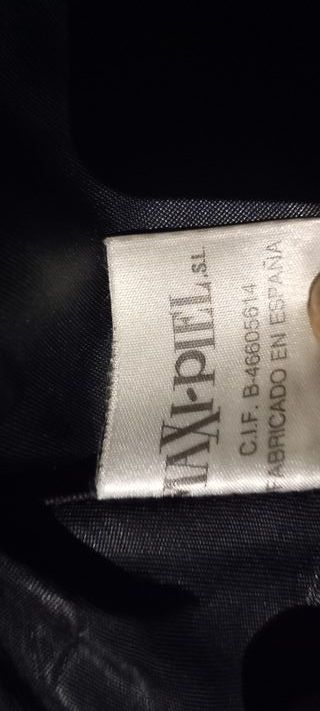 MAXI-PIEL, S.L.
C.I.F. B-46605614
FABRICADO EN ESPAÑA